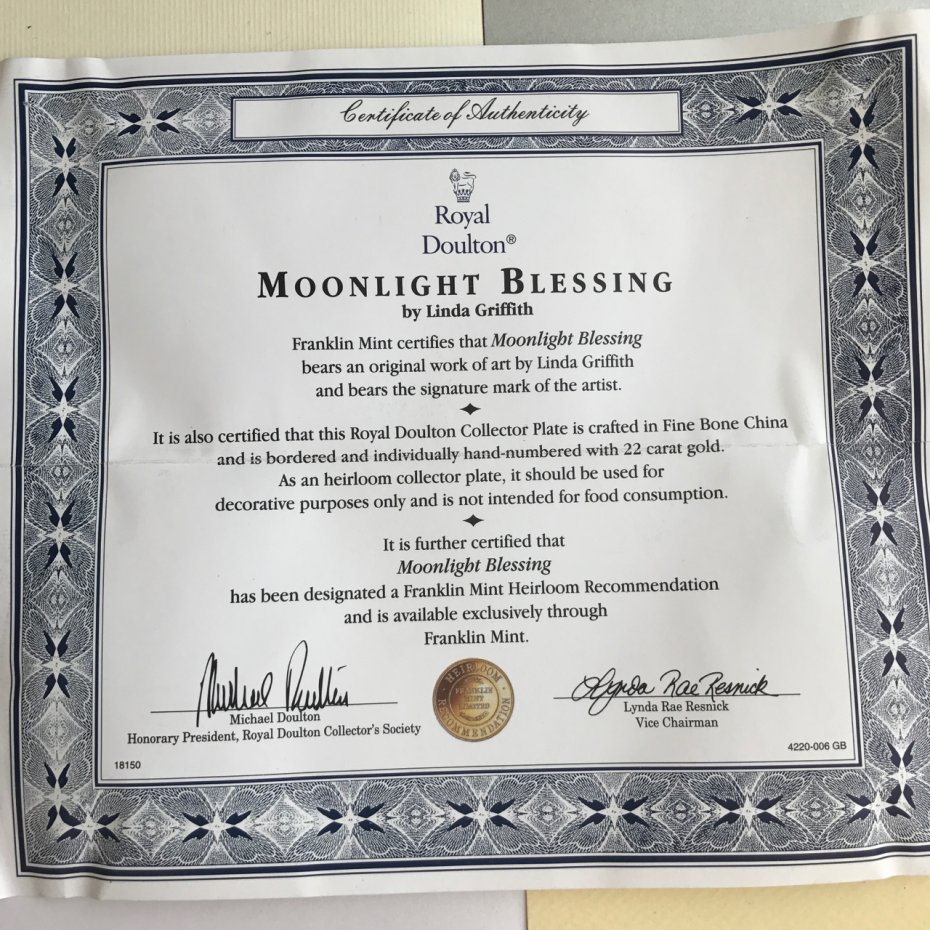 Certificate of Authenticity
Royal
Doulton®
MOONLIGHT BLESSING
by Linda Griffith
Franklin Mint certifies that Moonlight Blessing
bears an original work of art by Linda Griffith
and bears the signature mark of the artist.
It is also certified that this Royal Doulton Collector Plate is crafted in Fine Bone China
and is bordered and individually hand-numbered with 22 carat gold.
As an heirloom collector plate, it should be used for
decorative purposes only and is not intended for food consumption.
It is further certified that
Moonlight Blessing
has been designated a Franklin Mint Heirloom Recommendation
and is available exclusively through
Franklin Mint.
Michael Doulton
Michael Doulton
Honorary President, Royal Doulton Collector's Society
18150
HEIRLOOM
FRANKLIN
MINT
LIMITED
RECOMMENDATION
Lynda Rae Resnick
Lynda Rae Resnick
Vice Chairman
4220-006 GB